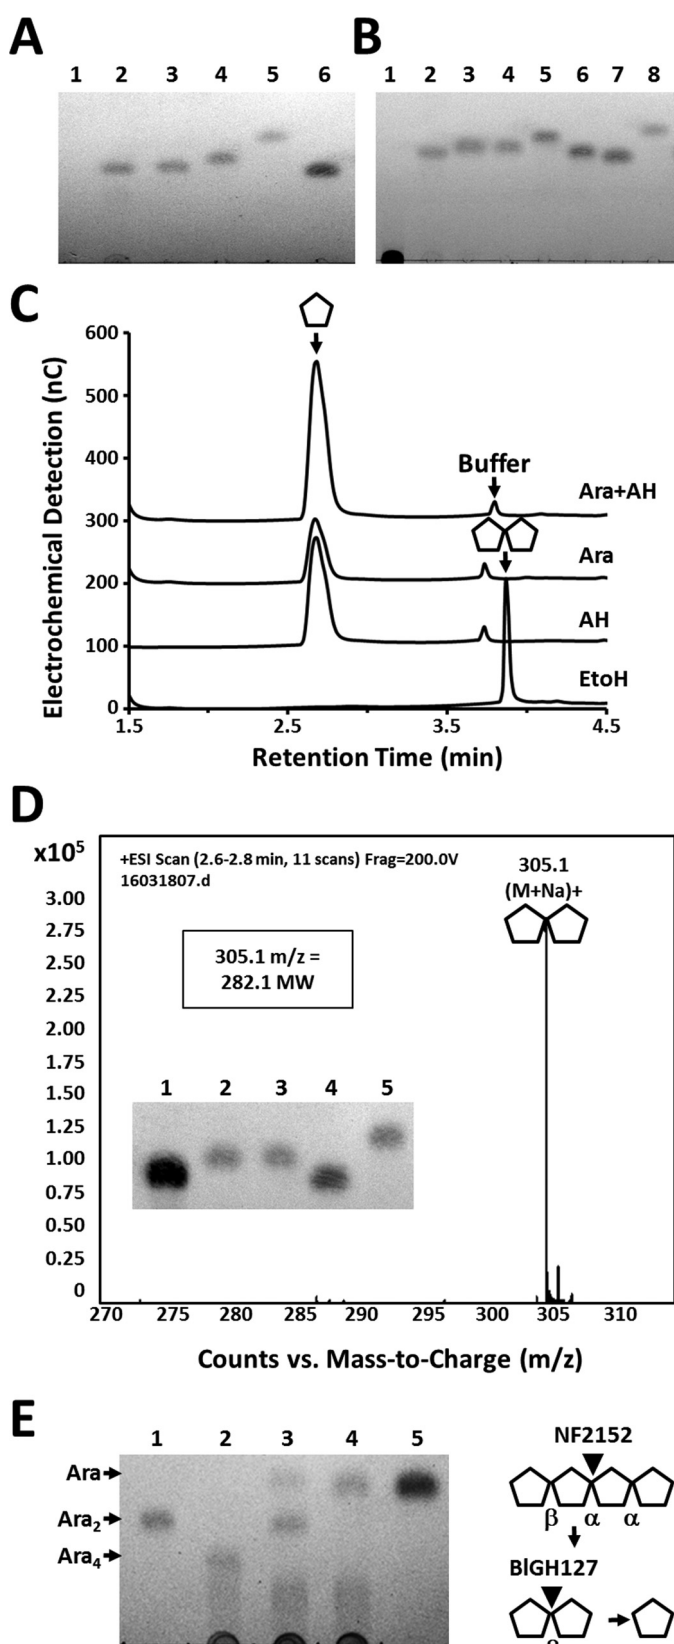 A
B
1 2 3 4 5 6
1 2 3 4 5 6 7 8
C
Electrochemical Detection (nC)
600
500
400
300
200
100
0
Buffer
Ara+AH
Ara
AH
EtoH
1.5 2.5 3.5 4.5
Retention Time (min)
D
x10⁵
+ESI Scan (2.6-2.8 min, 11 scans) Frag=200.0V
16031807.d
305.1
(M+Na)+
305.1 m/z =
282.1 MW
3.00
2.75
2.50
2.25
2.00
1.75
1.50
1.25
1.00
0.75
0.50
0.25
0
1 2 3 4 5
270 275 280 285 290 295 300 305 310
Counts vs. Mass-to-Charge (m/z)
E
1 2 3 4 5
Ara
Ara₂
Ara₄
NF2152
β α α
BlGH127